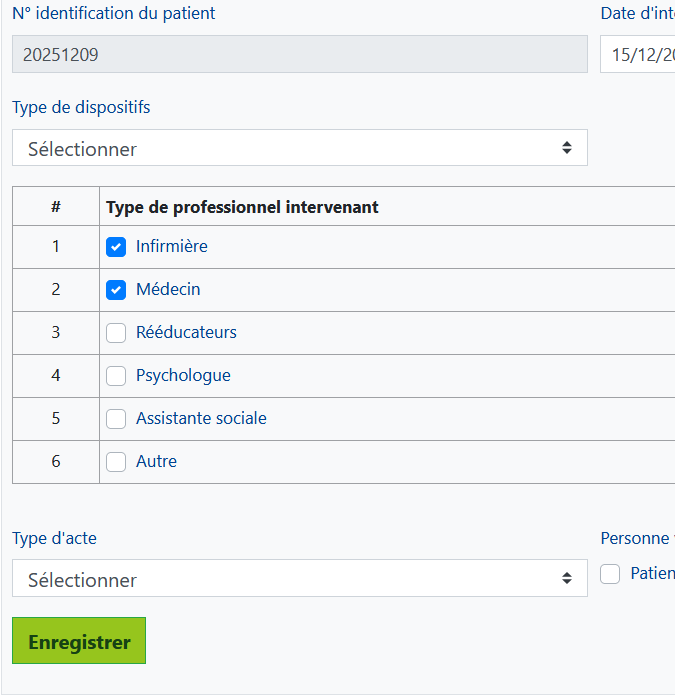 N° identification du patient
Date d'inte
20251209
15/12/20
Type de dispositifs
Sélectionner
# Type de professionnel intervenant
1 Infirmière
2 Médecin
3 Rééducateurs
4 Psychologue
5 Assistante sociale
6 Autre
Type d'acte
Personne
Sélectionner
Patien
Enregistrer